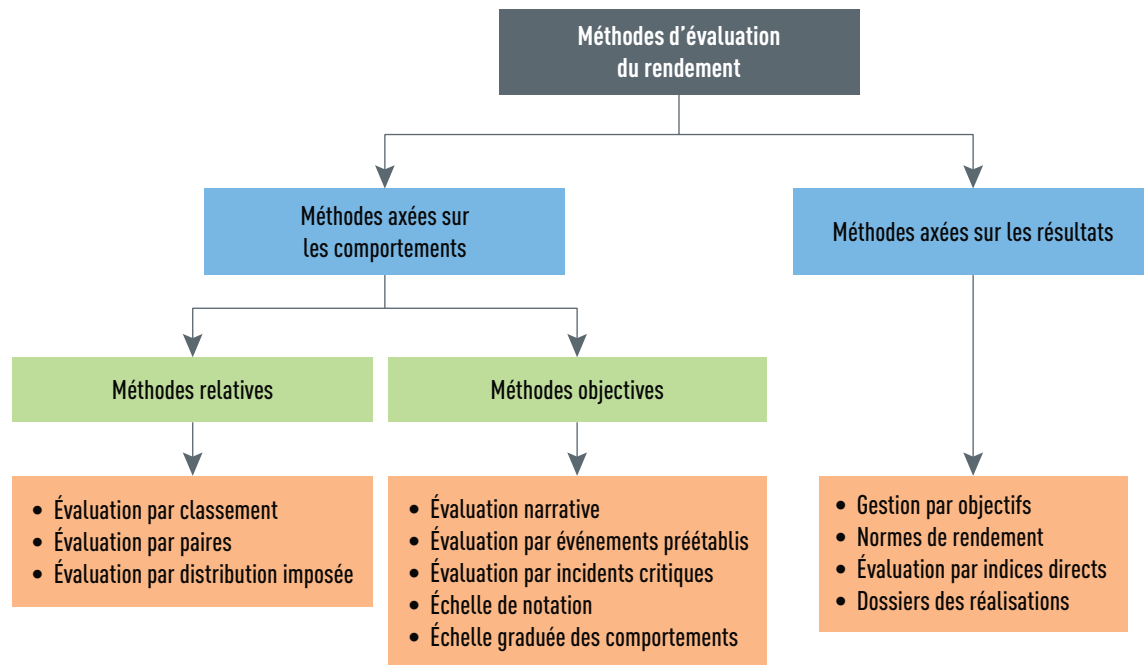 Méthodes d’évaluation
du rendement
Méthodes axées sur
les comportements
Méthodes axées sur les résultats
Méthodes relatives
Méthodes objectives
• Évaluation par classement
• Évaluation par paires
• Évaluation par distribution imposée
• Évaluation narrative
• Évaluation par événements préétablis
• Évaluation par incidents critiques
• Échelle de notation
• Échelle graduée des comportements
• Gestion par objectifs
• Normes de rendement
• Évaluation par indices directs
• Dossiers des réalisations